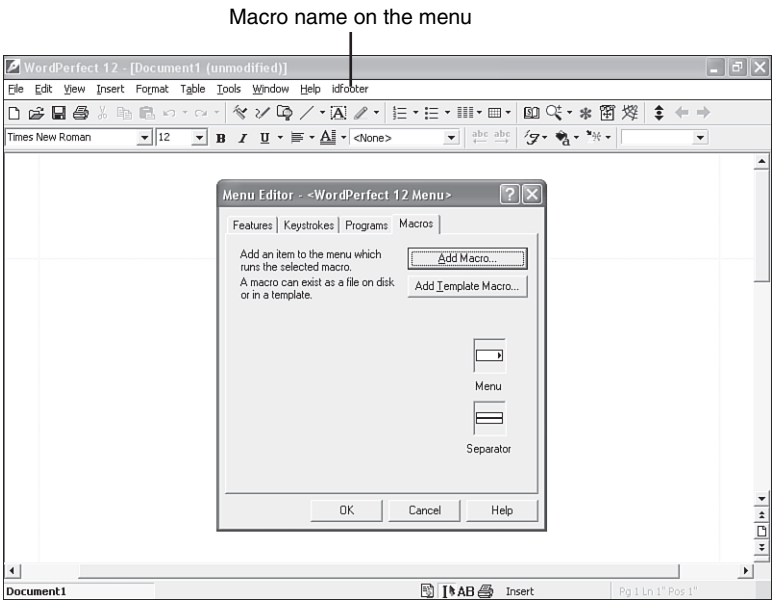 Macro name on the menu
WordPerfect 12 - [Document1 (unmodified)]
File Edit View Insert Format Table Tools Window Help idfooter
Times New Roman 12 B I U <None> abc abc
Menu Editor - <WordPerfect 12 Menu>
Features Keystrokes Programs Macros
Add an item to the menu which
runs the selected macro.
A macro can exist as a file on disk
or in a template.
Add Macro...
Add Template Macro...
Menu
Separator
OK Cancel Help
Document1 AB Insert Pg 1 Ln 1" Pos 1"